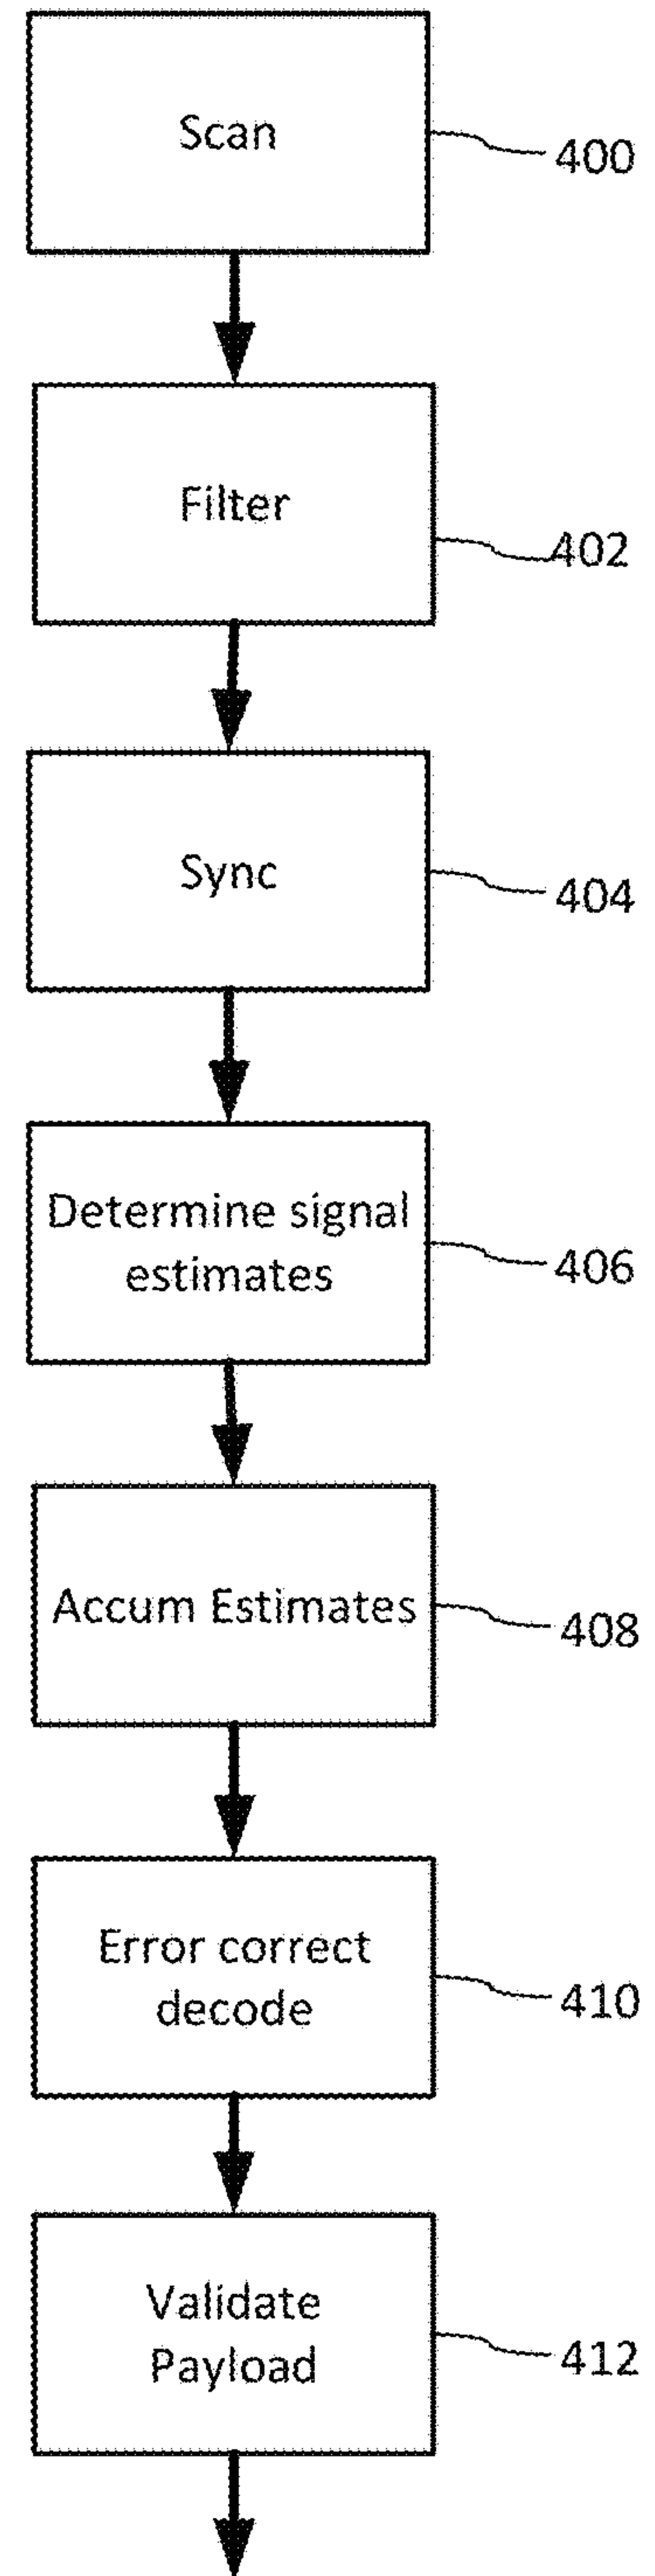 Scan
400
Filter
402
Sync
404
Determine signal
estimates
406
Accum Estimates
408
Error correct
decode
410
Validate
Payload
412